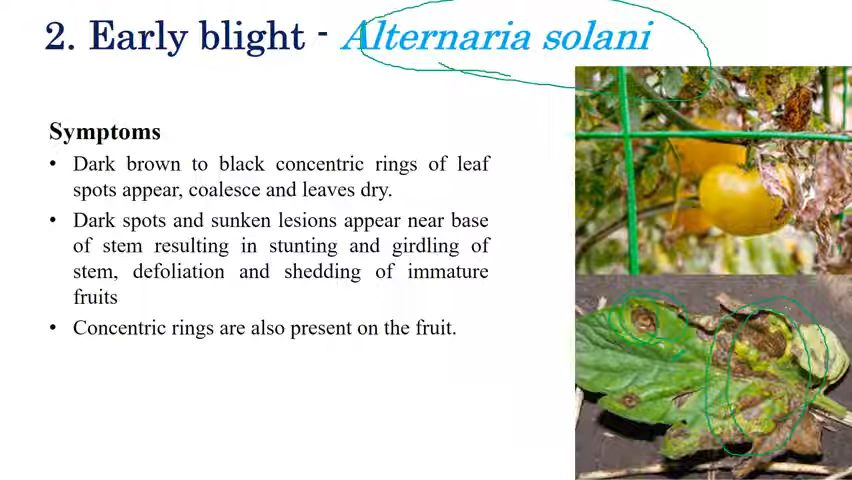 2. Early blight - Alternaria solani
Symptoms
• Dark brown to black concentric rings of leaf
spots appear, coalesce and leaves dry.
• Dark spots and sunken lesions appear near base
of stem resulting in stunting and girdling of
stem, defoliation and shedding of immature
fruits
• Concentric rings are also present on the fruit.